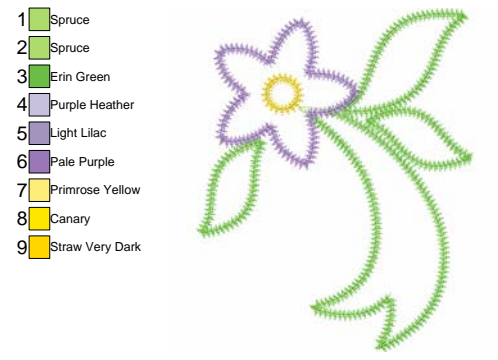 1 Spruce
2 Spruce
3 Erin Green
4 Purple Heather
5 Light Lilac
6 Pale Purple
7 Primrose Yellow
8 Canary
9 Straw Very Dark